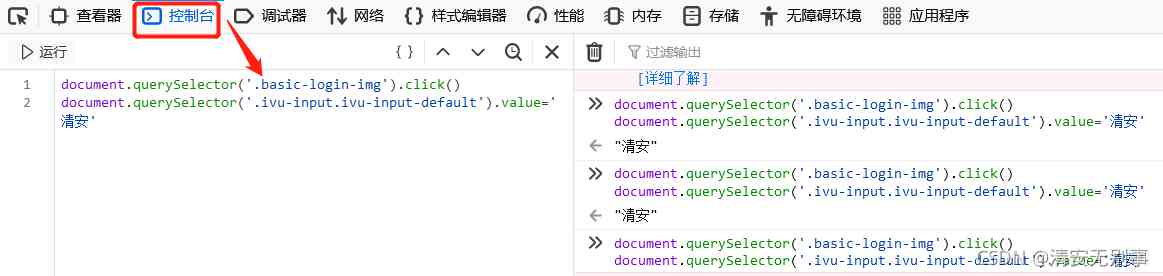 查看器 控制台 调试器 网络 样式编辑器 性能 内存 存储 无障碍环境 应用程序
运行 { } 过滤输出
1 document.querySelector('.basic-login-img').click()
2 document.querySelector('.ivu-input.ivu-input-default').value='
清安'
[详细了解]
document.querySelector('.basic-login-img').click()
document.querySelector('.ivu-input.ivu-input-default').value='清安'
"清安"
document.querySelector('.basic-login-img').click()
document.querySelector('.ivu-input.ivu-input-default').value='清安'
"清安"
document.querySelector('.basic-login-img').click()
document.querySelector('.ivu-input.ivu-input-default').value='清安'
CSDN @清安无别事